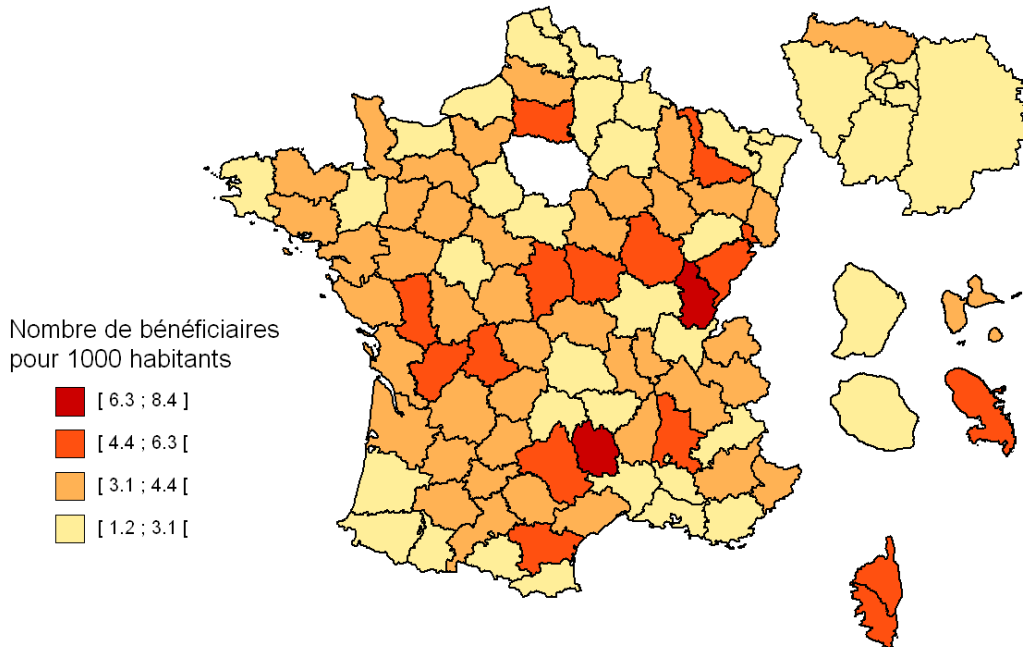 Nombre de bénéficiaires
pour 1000 habitants
[ 6.3 ; 8.4 ]
[ 4.4 ; 6.3 [
[ 3.1 ; 4.4 [
[ 1.2 ; 3.1 [